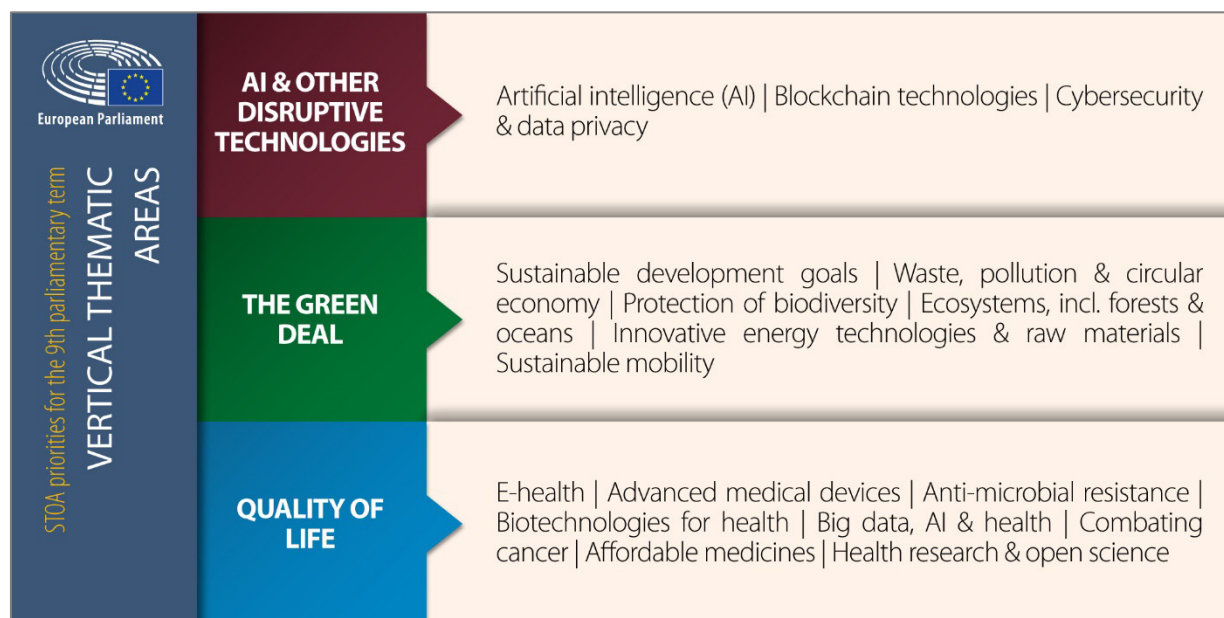 European Parliament
STOA priorities for the 9th parliamentary term
VERTICAL THEMATIC
AREAS
AI & OTHER
DISRUPTIVE
TECHNOLOGIES
Artificial intelligence (AI) | Blockchain technologies | Cybersecurity
& data privacy
THE GREEN
DEAL
Sustainable development goals | Waste, pollution & circular
economy | Protection of biodiversity | Ecosystems, incl. forests &
oceans | Innovative energy technologies & raw materials |
Sustainable mobility
QUALITY OF
LIFE
E-health | Advanced medical devices | Anti-microbial resistance |
Biotechnologies for health | Big data, AI & health | Combating
cancer | Affordable medicines | Health research & open science